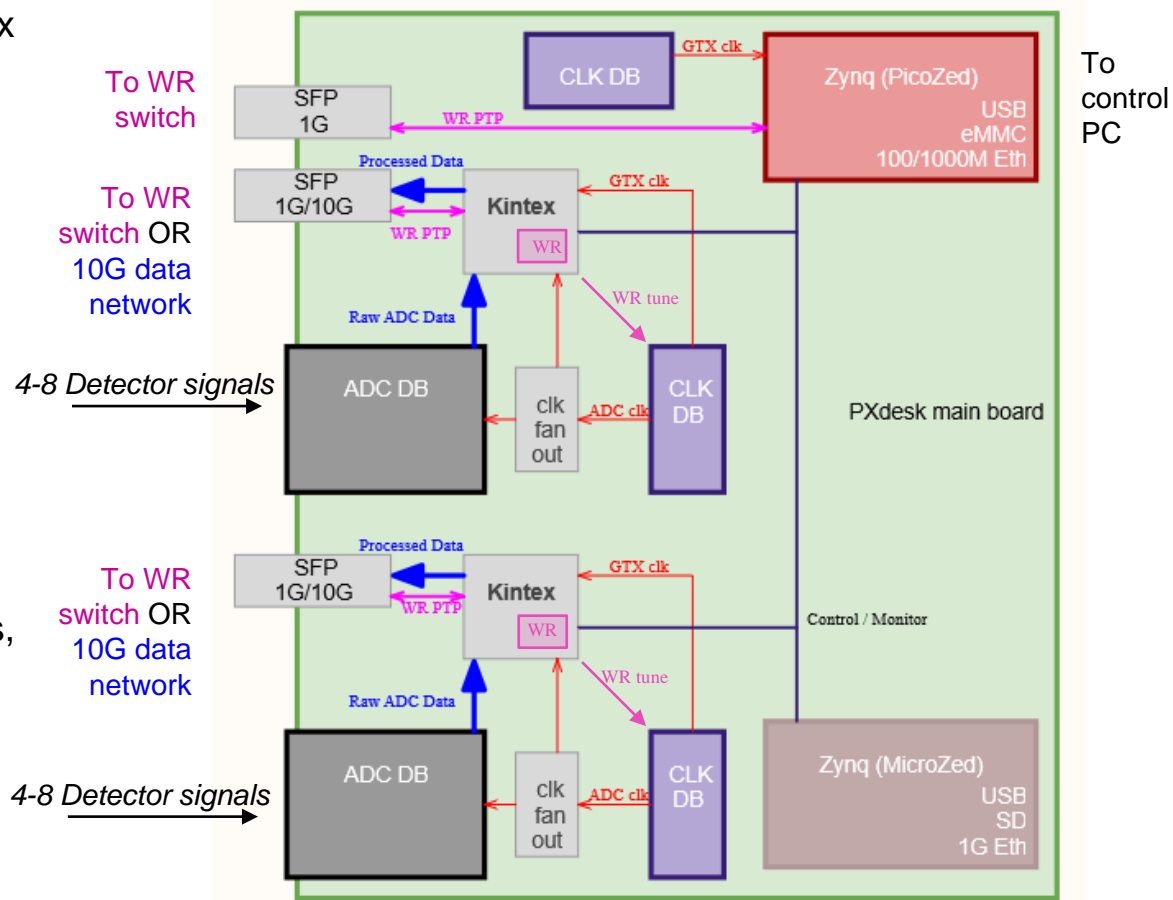 x
To WR
switch
SFP
1G
WR PTP
CLK DB
GTX clk
Zynq (PicoZed)
USB
eMMC
100/1000M Eth
To
control
PC
To WR
switch OR
10G data
network
SFP
1G/10G
Processed Data
WR PTP
Kintex
WR
GTX clk
WR tune
Raw ADC Data
4-8 Detector signals
ADC DB
clk
fan
out
ADC clk
CLK
DB
PXdesk main board
To WR
switch OR
10G data
network
s,
SFP
1G/10G
Processed Data
WR PTP
Kintex
WR
GTX clk
WR tune
Control / Monitor
Raw ADC Data
4-8 Detector signals
ADC DB
clk
fan
out
ADC clk
CLK
DB
Zynq (MicroZed)
USB
SD
1G Eth